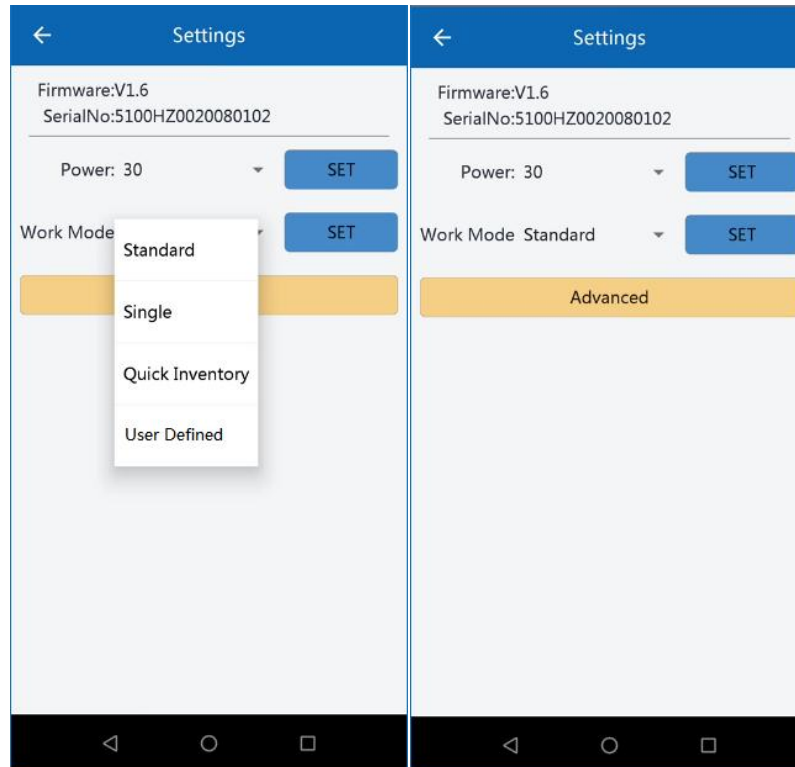 Settings
Firmware:V1.6
SerialNo:5100HZ0020080102
Power: 30 SET
Work Mode SET
Standard
Single
Quick Inventory
User Defined
Settings
Firmware:V1.6
SerialNo:5100HZ0020080102
Power: 30 SET
Work Mode Standard SET
Advanced